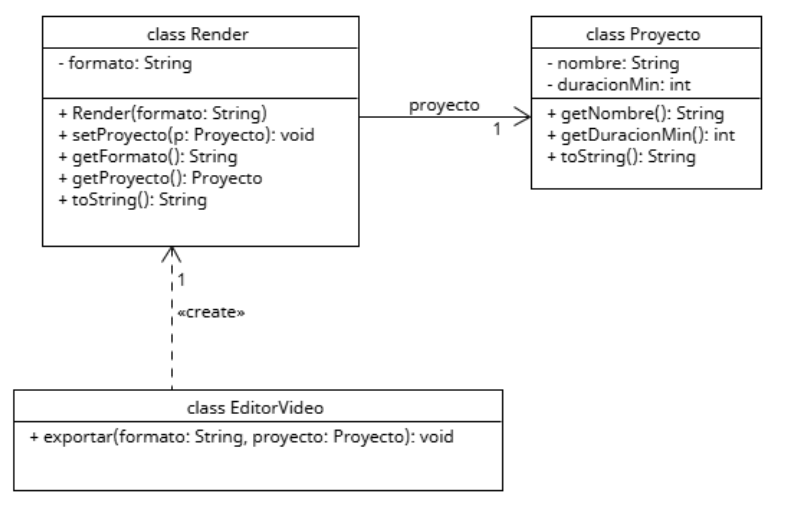 class Render
- formato: String
+ Render(formato: String)
+ setProyecto(p: Proyecto): void
+ getFormato(): String
+ getProyecto(): Proyecto
+ toString(): String
proyecto
1
class Proyecto
- nombre: String
- duracionMin: int
+ getNombre(): String
+ getDuracionMin(): int
+ toString(): String
1
«create»
class EditorVideo
+ exportar(formato: String, proyecto: Proyecto): void